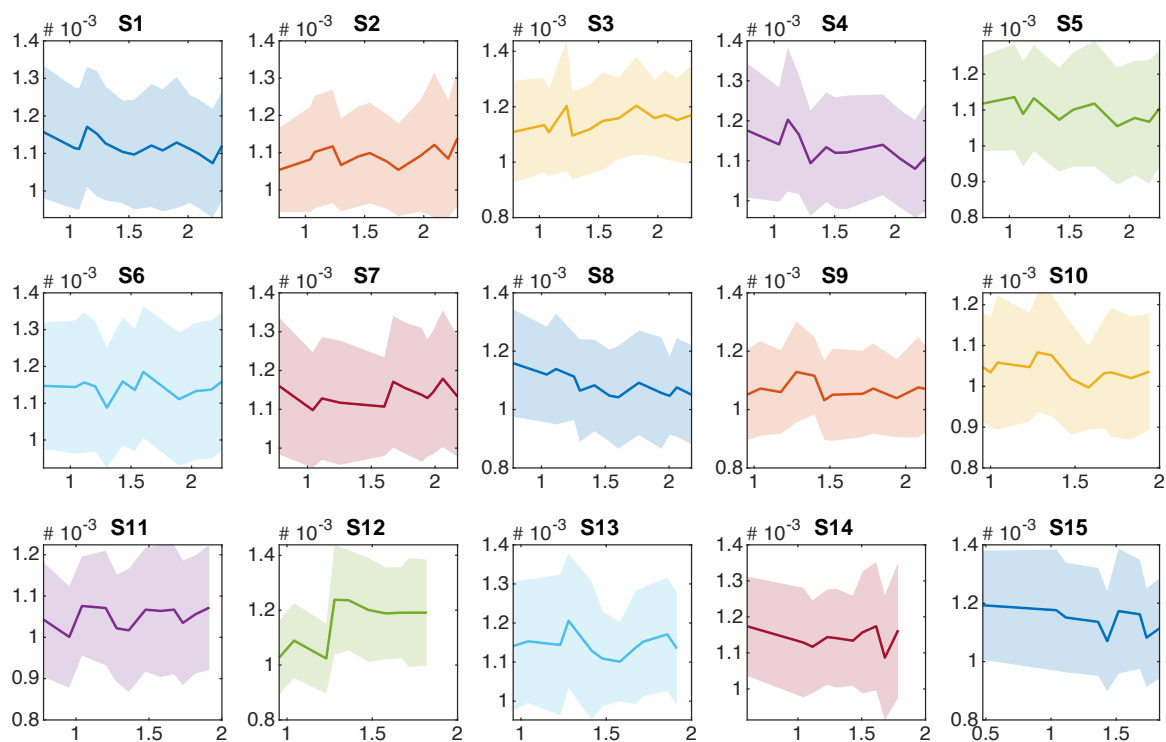 # 10-3 S1 # 10-3 S2 # 10-3 S3 # 10-3 S4 # 10-3 S5
1.4 1.4 1.4 1.4
1.3 1.3 1.2 1.3 1.2
1.2 1.2 1.2 1.1
1.1 1.1 1 1.1 1
1 1 1 0.9
0.8 0.8
1 1.5 2 1 1.5 2 1 1.5 2 1 1.5 2 1 1.5 2
# 10-3 S6 # 10-3 S7 # 10-3 S8 # 10-3 S9 # 10-3 S10
1.4 1.4 1.4 1.4
1.3 1.3 1.2 1.2 1.2
1.2 1.2 1.1
1.1 1.1 1 1 1
1 1 0.9
0.8 0.8 0.8
1 1.5 2 1 1.5 2 1 1.5 2 1 1.5 2 1 1.5 2
# 10-3 S11 # 10-3 S12 # 10-3 S13 # 10-3 S14 # 10-3 S15
1.2 1.4 1.4 1.4 1.4
1.1 1.2 1.3 1.3 1.2
1 1.2 1.2
0.9 1 1.1 1.1 1
0.8 0.8 1 1 0.8
1 1.5 2 1 1.5 2 1 1.5 2 1 1.5 2 0.5 1 1.5